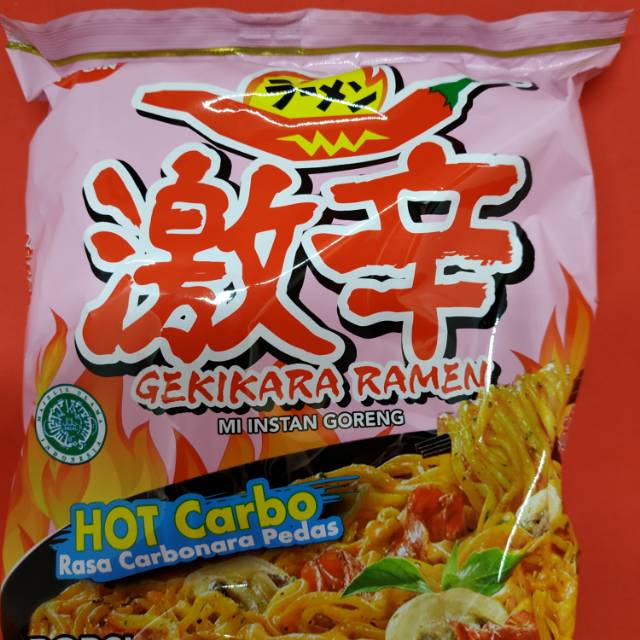 ラーメン
激辛
GEKIKARA RAMEN
MI INSTAN GORENG
HOT Carbo
Rasa Carbonara Pedas